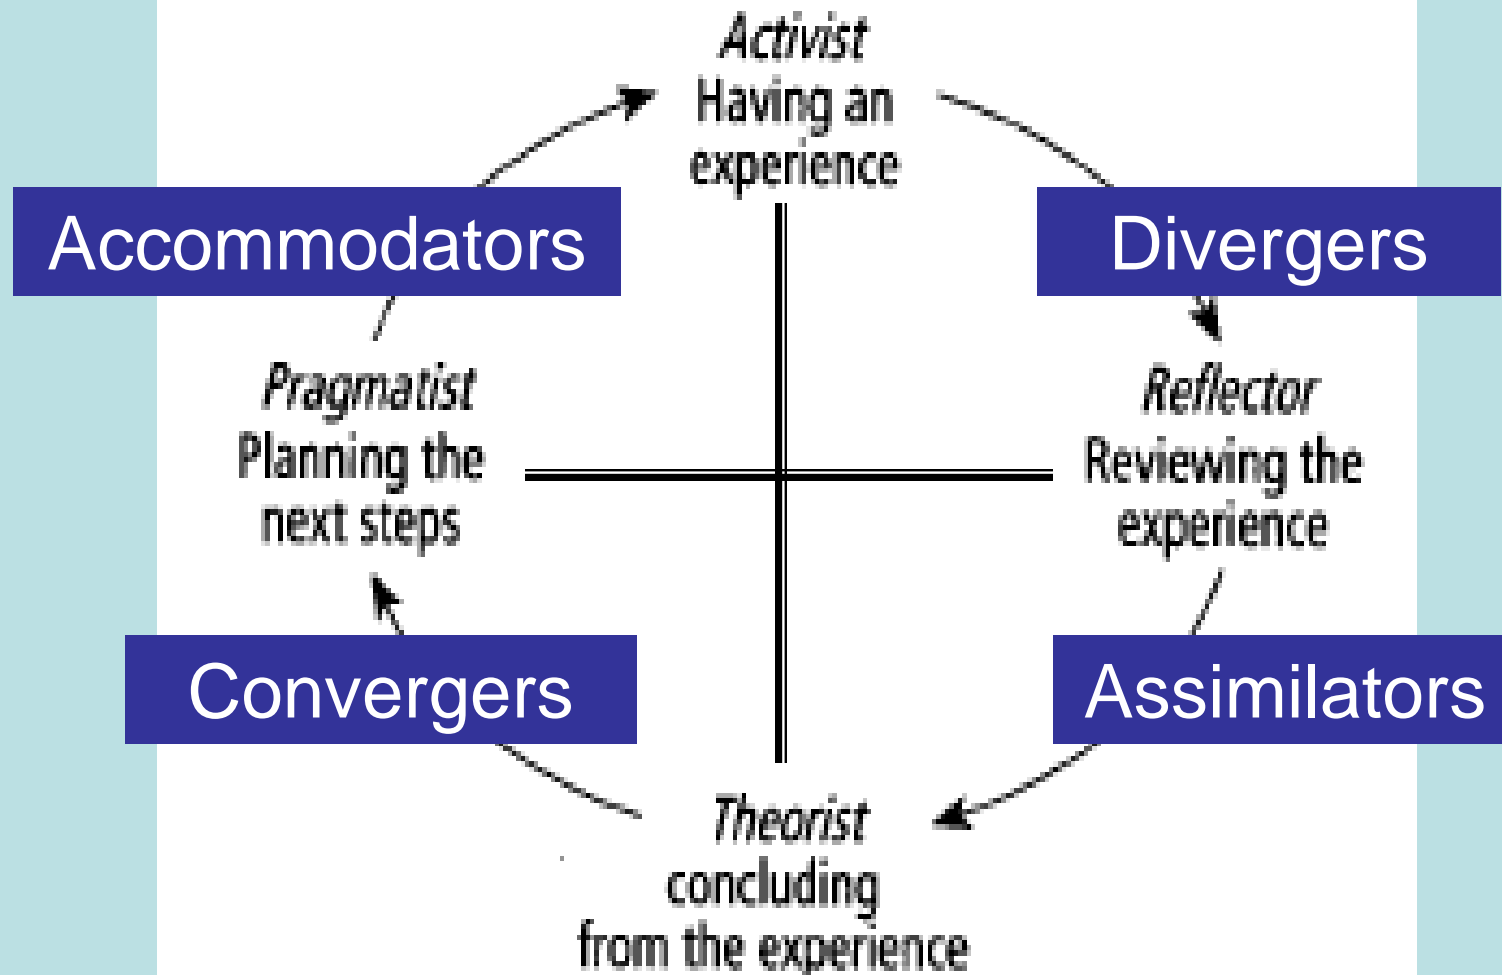 Activist
Having an
experience
Accommodators
Divergers
Pragmatist
Planning the
next steps
Reflector
Reviewing the
experience
Convergers
Assimilators
Theorist
concluding
from the experience